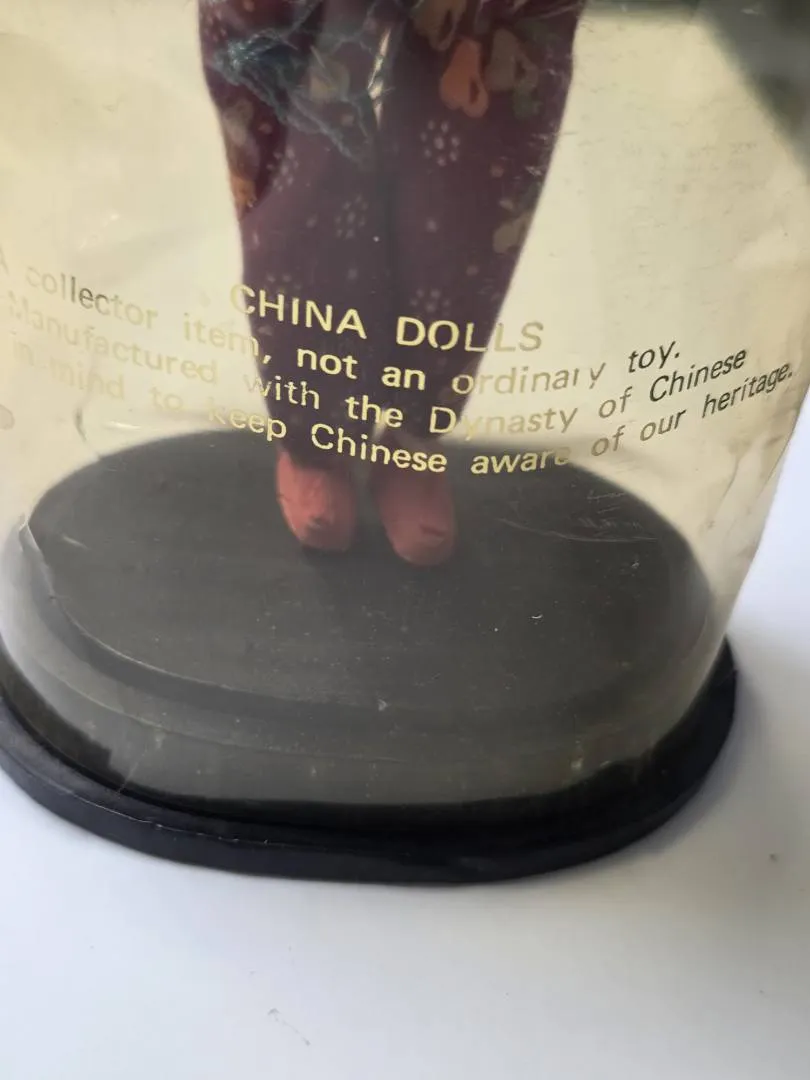 CHINA DOLLS
A collector item, not an ordinary toy.
Manufactured with the Dynasty of Chinese
in mind to keep Chinese aware of our heritage.